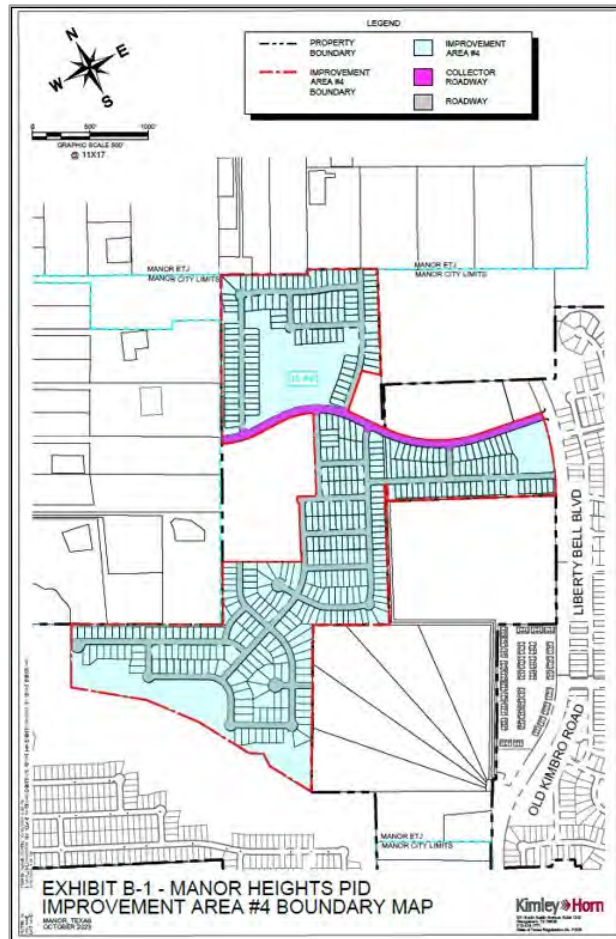 LEGEND
PROPERTY
BOUNDARY
IMPROVEMENT
AREA #4
BOUNDARY
IMPROVEMENT
AREA #4
COLLECTOR
ROADWAY
ROADWAY
N
E
W
S
0
500'
1000'
GRAPHIC SCALE 500'
@ 11X17
MANOR ETJ
MANOR CITY LIMITS
MANOR ETJ
MANOR CITY LIMITS
IA #4
LIBERTY BELL BLVD
OLD KIMBRO ROAD
MANOR ETJ
MANOR CITY LIMITS
EXHIBIT B-1 - MANOR HEIGHTS PID
IMPROVEMENT AREA #4 BOUNDARY MAP
MANOR, TEXAS
OCTOBER 2023
Kimley»Horn